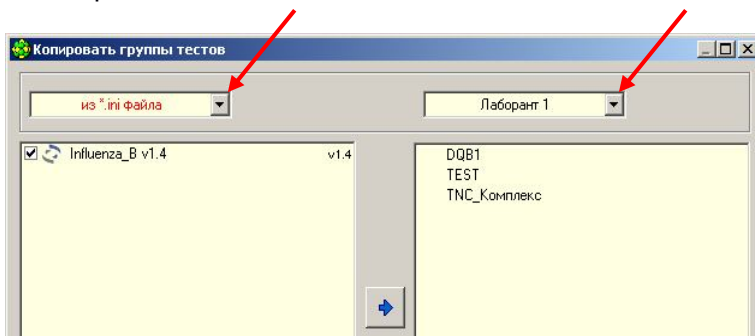 Копировать группы тестов
из *.ini файла
Лаборант 1
Influenza_B v1.4 v1.4
DQB1
TEST
TNC_Комплекс